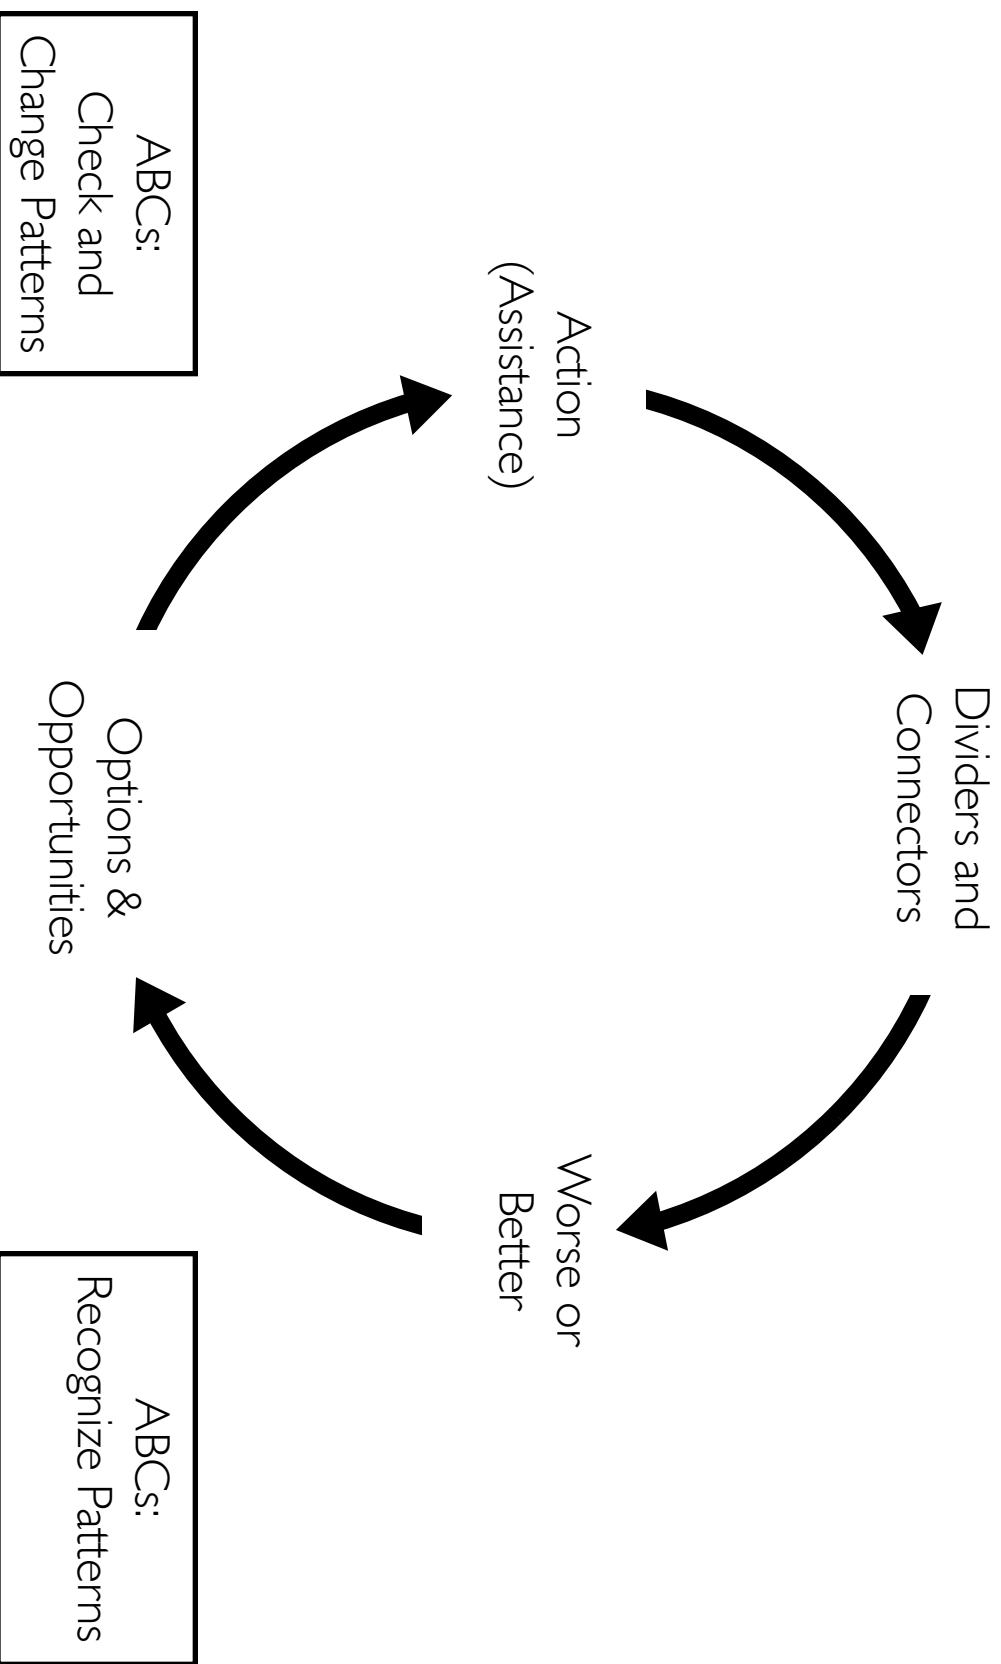 Dividers and
Connectors
Action
(Assistance)
Worse or
Better
Options &
Opportunities
ABCs:
Check and
Change Patterns
ABCs:
Recognize Patterns